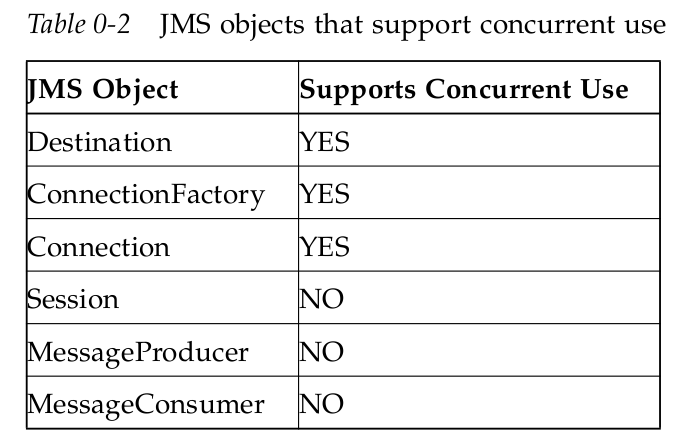 Table 0-2 JMS objects that support concurrent use
JMS Object Supports Concurrent Use
Destination YES
ConnectionFactory YES
Connection YES
Session NO
MessageProducer NO
MessageConsumer NO